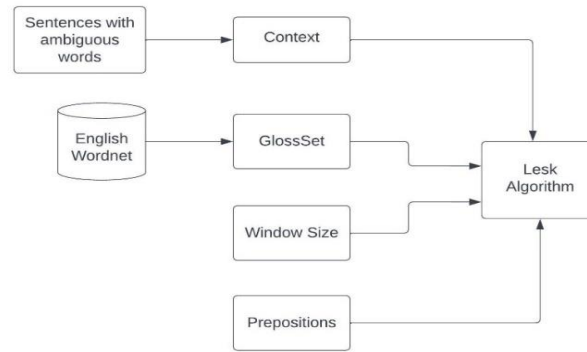 Sentences with
ambiguous
words
Context
English
Wordnet
GlossSet
Lesk
Algorithm
Window Size
Prepositions